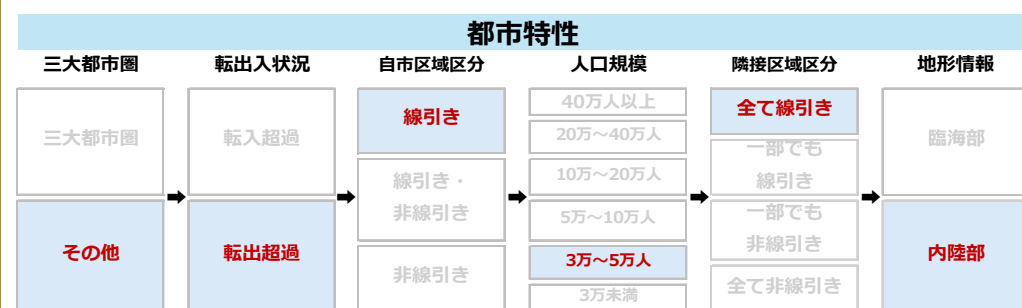 都市特性
三大都市圏
転出入状況
自市区域区分
人口規模
隣接区域区分
地形情報
三大都市圏
その他
転入超過
転出超過
線引き
線引き・
非線引き
非線引き
40万人以上
20万～40万人
10万～20万人
5万～10万人
3万～5万人
3万未満
全て線引き
一部でも
線引き
一部でも
非線引き
全て非線引き
臨海部
内陸部